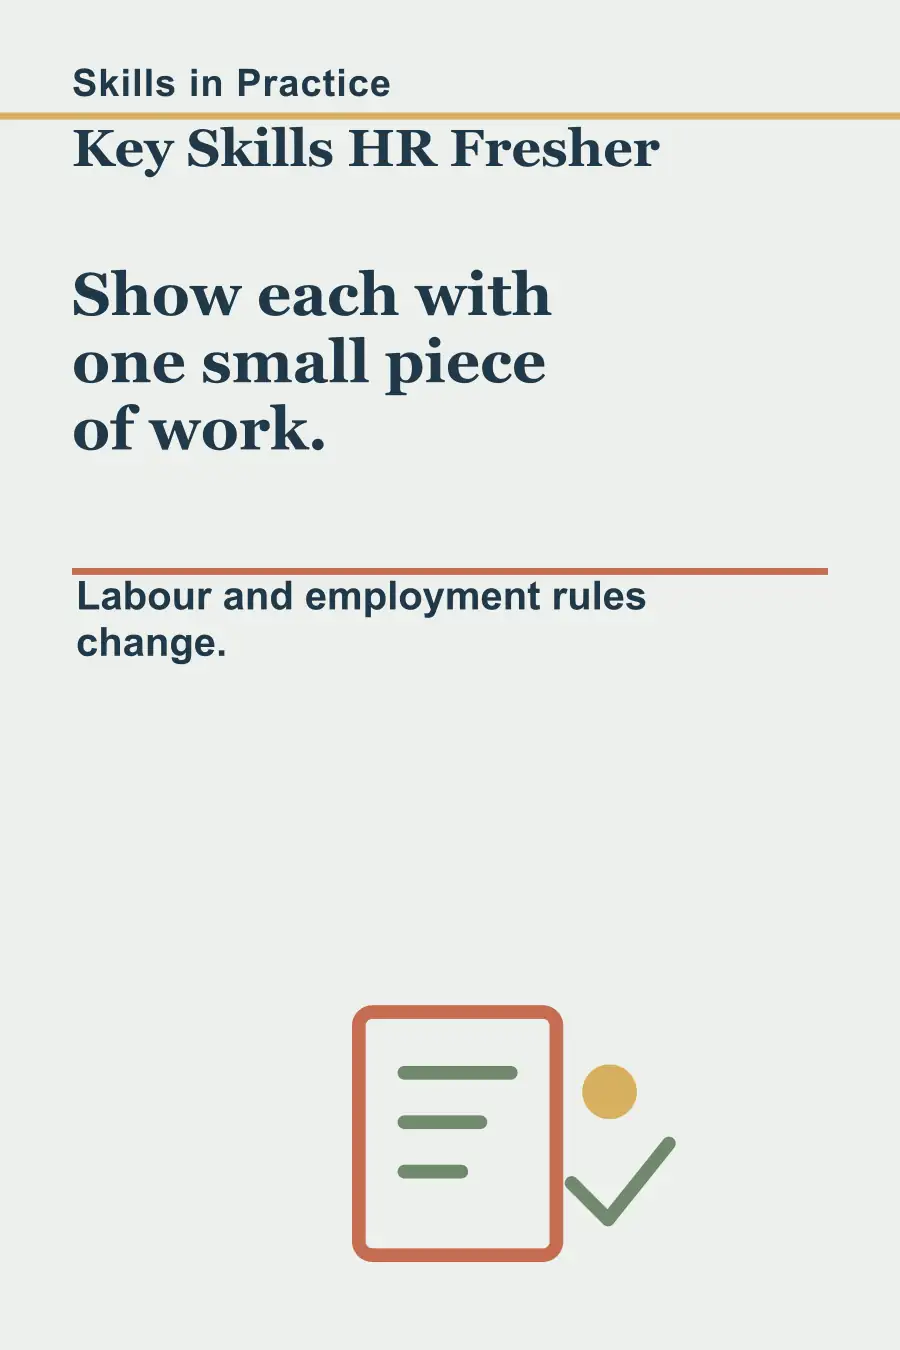 Skills in Practice
Key Skills HR Fresher
Show each with
one small piece
of work.
Labour and employment rules
change.